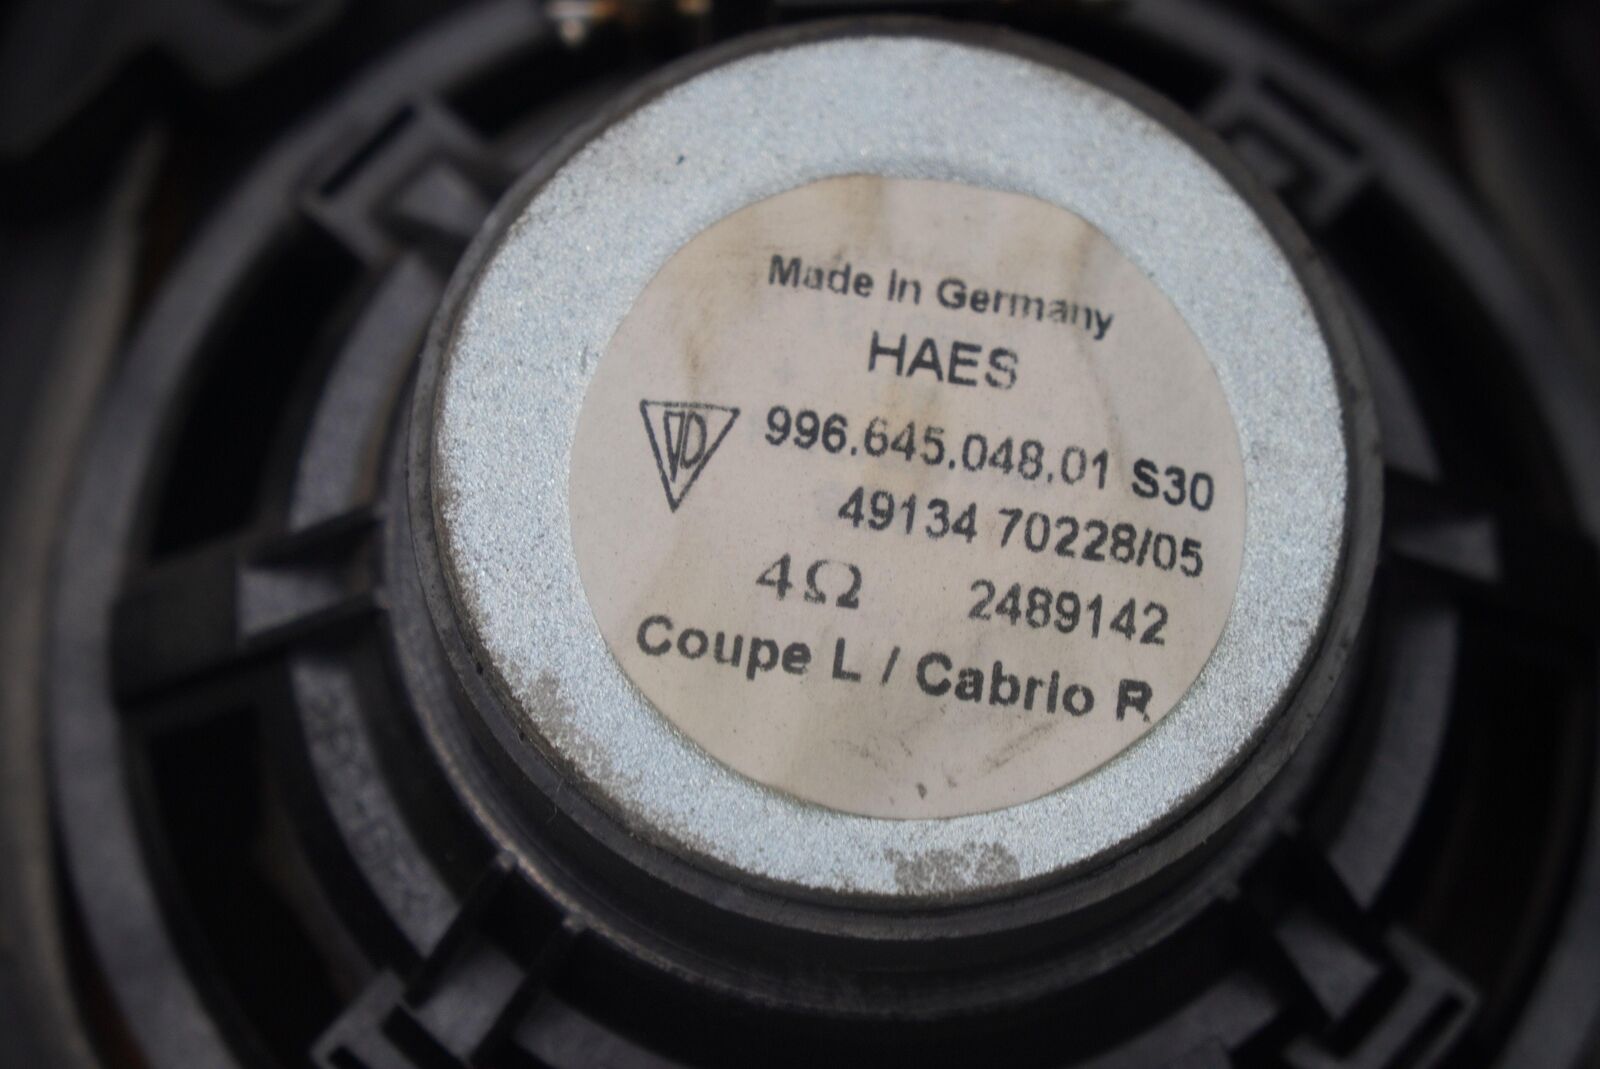 Made in Germany
HAES
996.645.048.01 S30
49134 70228/05
4Ω 2489142
Coupe L / Cabrio R